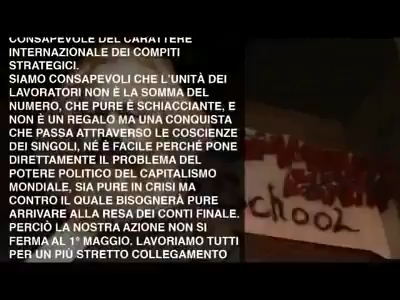 CONSAPEVOLE DEL CARATTERE
INTERNAZIONALE DEI COMPITI
STRATEGICI.
SIAMO CONSAPEVOLI CHE L'UNITÀ DEI
LAVORATORI NON È LA SOMMA DEL
NUMERO, CHE PURE È SCHIACCIANTE, E
NON È UN REGALO MA UNA CONQUISTA
CHE PASSA ATTRAVERSO LE COSCIENZE
DEI SINGOLI, NÉ È FACILE PERCHÉ PONE
DIRETTAMENTE IL PROBLEMA DEL
POTERE POLITICO DEL CAPITALISMO
MONDIALE, SIA PURE IN CRISI MA
CONTRO IL QUALE BISOGNERÀ PURE
ARRIVARE ALLA RESA DEI CONTI FINALE.
PERCIÒ LA NOSTRA AZIONE NON SI
FERMA AL 1° MAGGIO. LAVORIAMO TUTTI
PER UN PIÙ STRETTO COLLEGAMENTO
chool